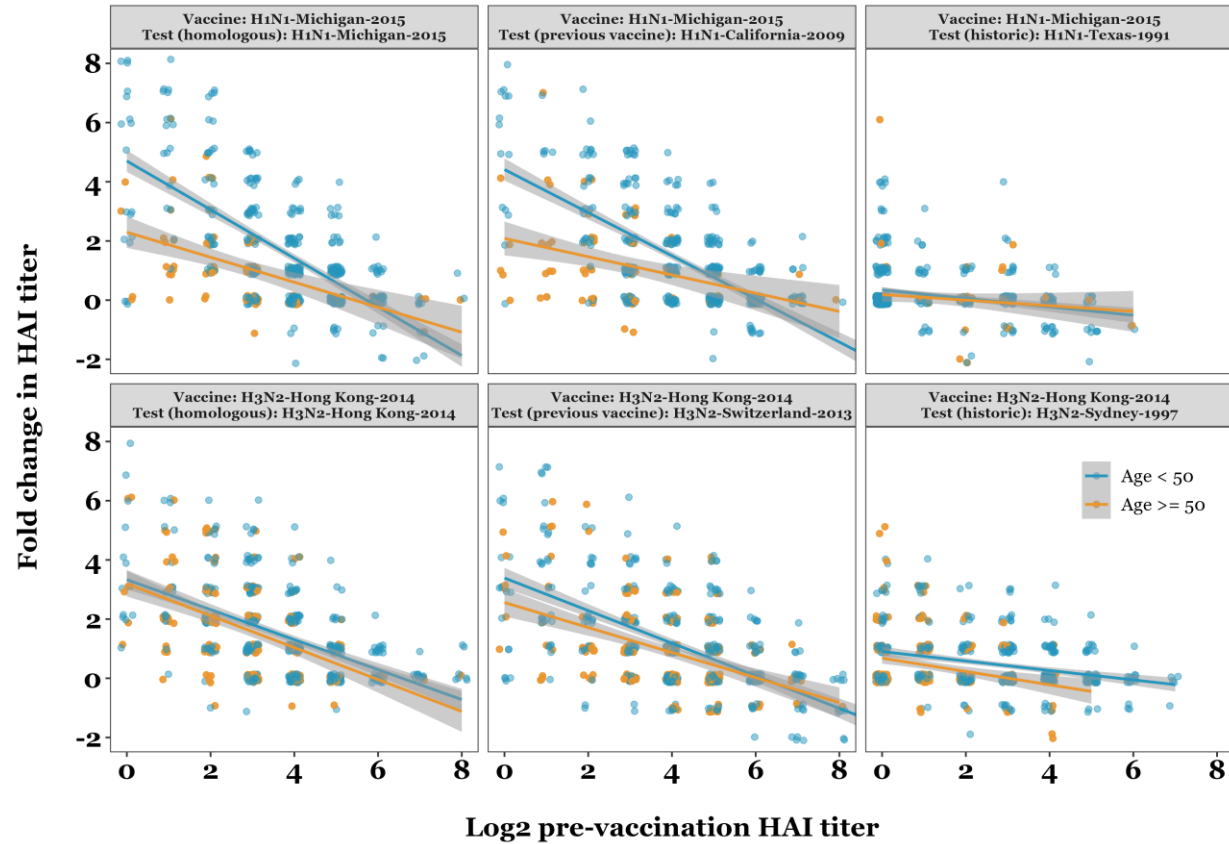 Vaccine: H1N1-Michigan-2015
Test (homologous): H1N1-Michigan-2015
Vaccine: H1N1-Michigan-2015
Test (previous vaccine): H1N1-California-2009
Vaccine: H1N1-Michigan-2015
Test (historic): H1N1-Texas-1991
8
6
4
2
0
-2
Vaccine: H3N2-Hong Kong-2014
Test (homologous): H3N2-Hong Kong-2014
Vaccine: H3N2-Hong Kong-2014
Test (previous vaccine): H3N2-Switzerland-2013
Vaccine: H3N2-Hong Kong-2014
Test (historic): H3N2-Sydney-1997
8
6
4
2
0
-2
Age < 50
Age >= 50
Fold change in HAI titer
0 2 4 6 8
0 2 4 6 8
0 2 4 6 8
Log2 pre-vaccination HAI titer